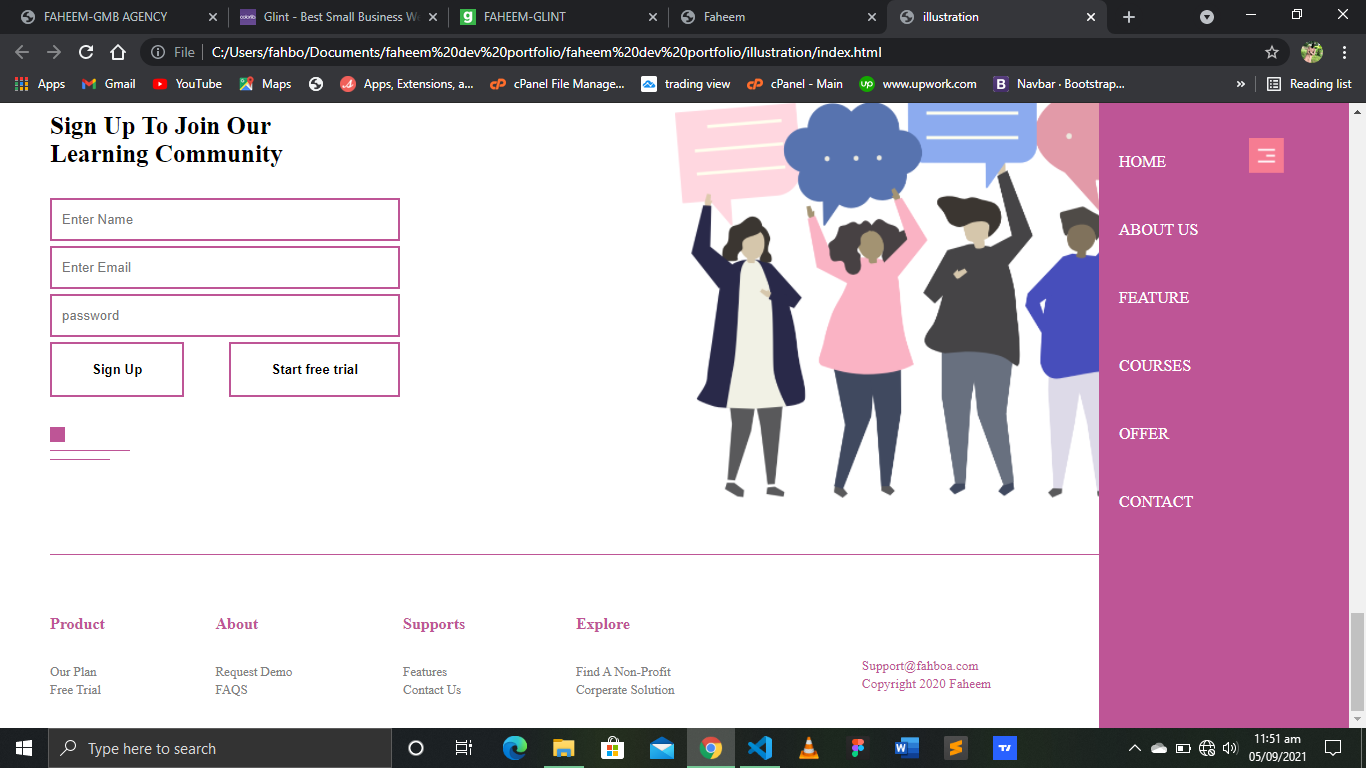 FAHEEM-GMB AGENCY
Glint - Best Small Business W
FAHEEM-GLINT
Faheem
illustration
File
C:/Users/fahbo/Documents/faheem%20dev%20portfolio/faheem%20dev%20portfolio/illustration/index.html
Apps
Gmail
YouTube
Maps
Apps, Extensions, a...
cPanel File Manage...
trading view
cPanel - Main
www.upwork.com
Navbar · Bootstrap...
»
Reading list
Sign Up To Join Our
Learning Community
Enter Name
Enter Email
password
Sign Up
Start free trial
HOME
ABOUT US
FEATURE
COURSES
OFFER
CONTACT
Product
Our Plan
Free Trial
About
Request Demo
FAQS
Supports
Features
Contact Us
Explore
Find A Non-Profit
Corperate Solution
Support@fahboa.com
Copyright 2020 Faheem
Type here to search
11:51 am
05/09/2021